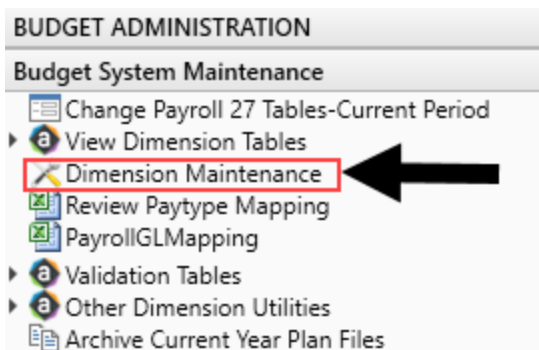 BUDGET ADMINISTRATION
Budget System Maintenance
Change Payroll 27 Tables-Current Period
View Dimension Tables
Dimension Maintenance
Review Paytype Mapping
PayrollGLMapping
Validation Tables
Other Dimension Utilities
Archive Current Year Plan Files